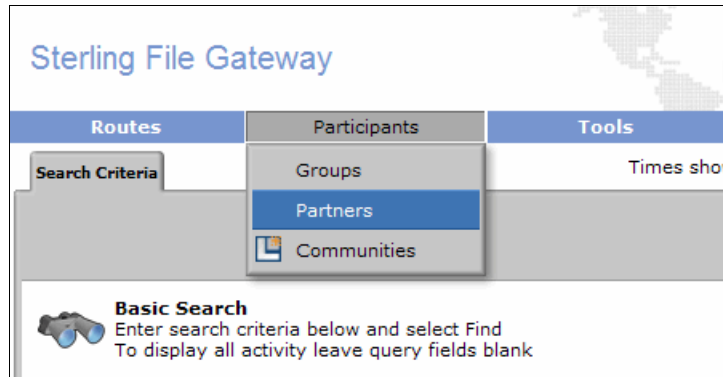 Sterling File Gateway
Routes Participants Tools
Search Criteria Groups Times sho
Partners
Communities
Basic Search
Enter search criteria below and select Find
To display all activity leave query fields blank